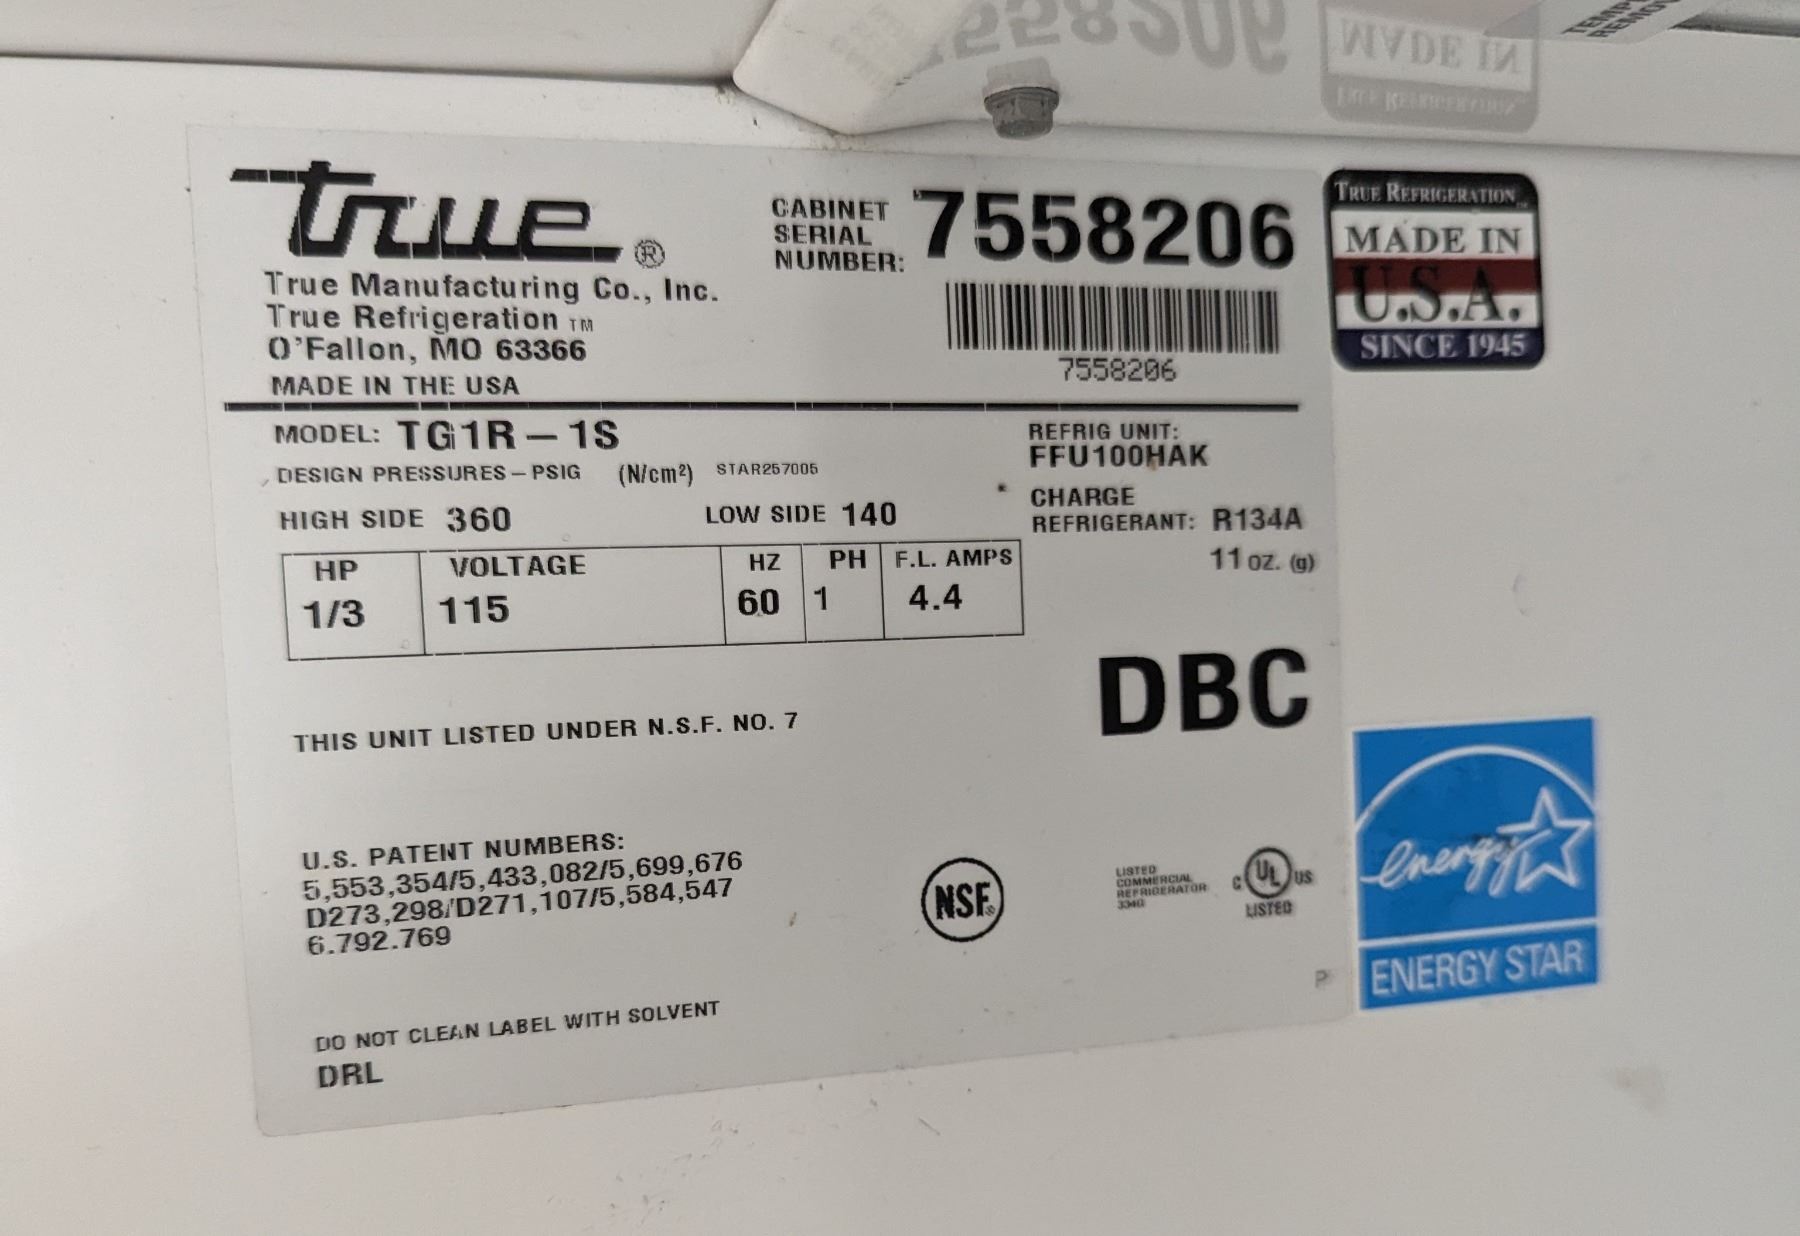 true®
True Manufacturing Co., Inc.
True Refrigeration TM
O'Fallon, MO 63366
MADE IN THE USA
CABINET
SERIAL
NUMBER: 7558206
7558206
TRUE REFRIGERATION
MADE IN
U.S.A.
SINCE 1945
MODEL: TG1R – 1S
DESIGN PRESSURES – PSIG (N/cm²) STAR257005
HIGH SIDE 360 LOW SIDE 140
REFRIG UNIT:
FFU100HAK
CHARGE
REFRIGERANT: R134A
11 oz. (g)
HP VOLTAGE HZ PH F.L. AMPS
1/3 115 60 1 4.4
DBC
THIS UNIT LISTED UNDER N.S.F. NO. 7
U.S. PATENT NUMBERS:
5,553,354/5,433,082/5,699,676
D273,298/D271,107/5,584,547
6.792.769
NSF®
LISTED
COMMERCIAL
REFRIGERATOR
C UL US
LISTED
P
energy
ENERGY STAR
DO NOT CLEAN LABEL WITH SOLVENT
DRL